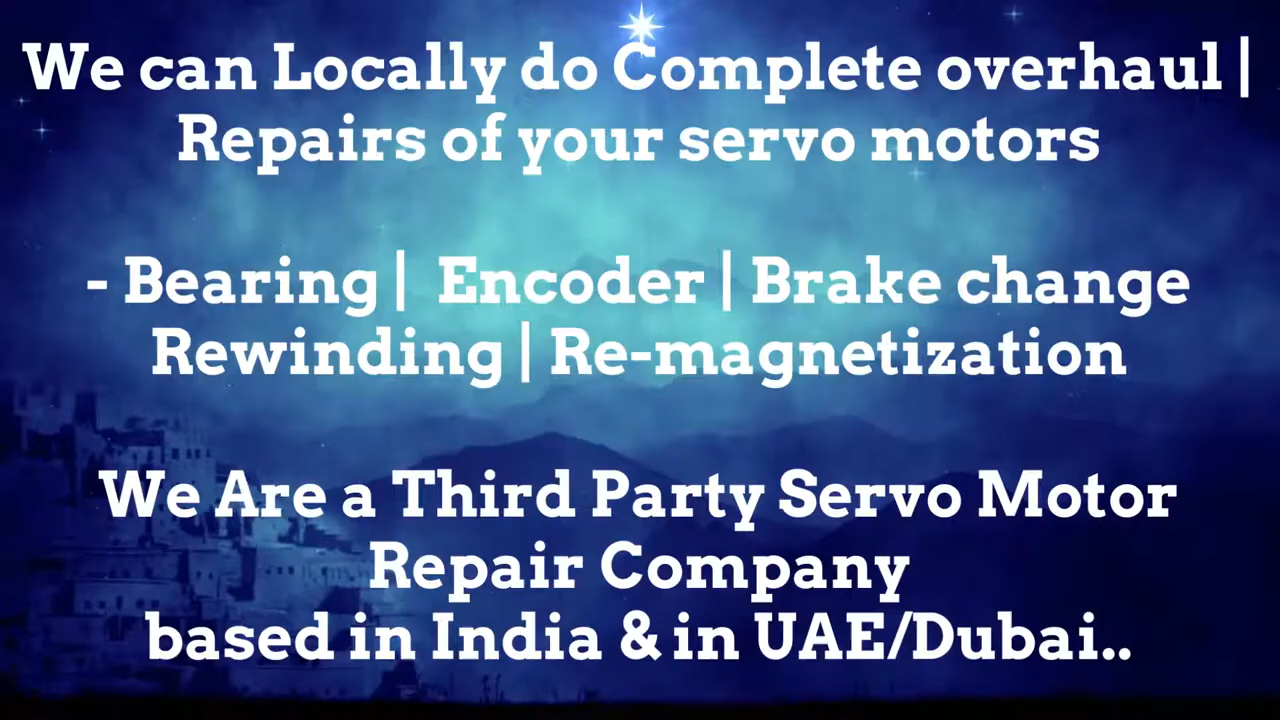 We can Locally do Complete overhaul |
Repairs of your servo motors
- Bearing | Encoder | Brake change
Rewinding | Re-magnetization
We Are a Third Party Servo Motor
Repair Company
based in India & in UAE/Dubai..